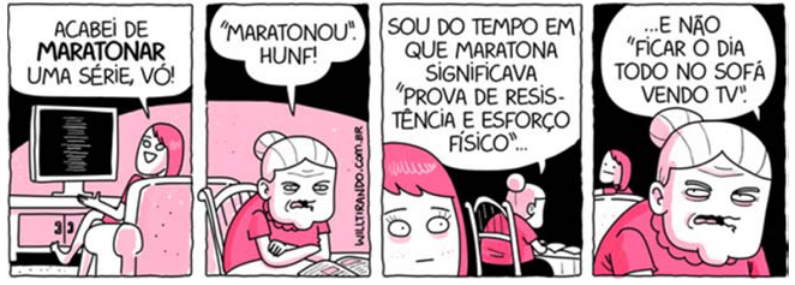 ACABEI DE
MARATONAR
UMA SÉRIE, VÓ!
"MARATONOU".
HUNF!
WILLTIRANDO.COM.BR
SOU DO TEMPO EM
QUE MARATONA
SIGNIFICAVA
"PROVA DE RESIS-
TÊNCIA E ESFORÇO
FÍSICO"...
...E NÃO
"FICAR O DIA
TODO NO SOFÁ
VENDO TV".